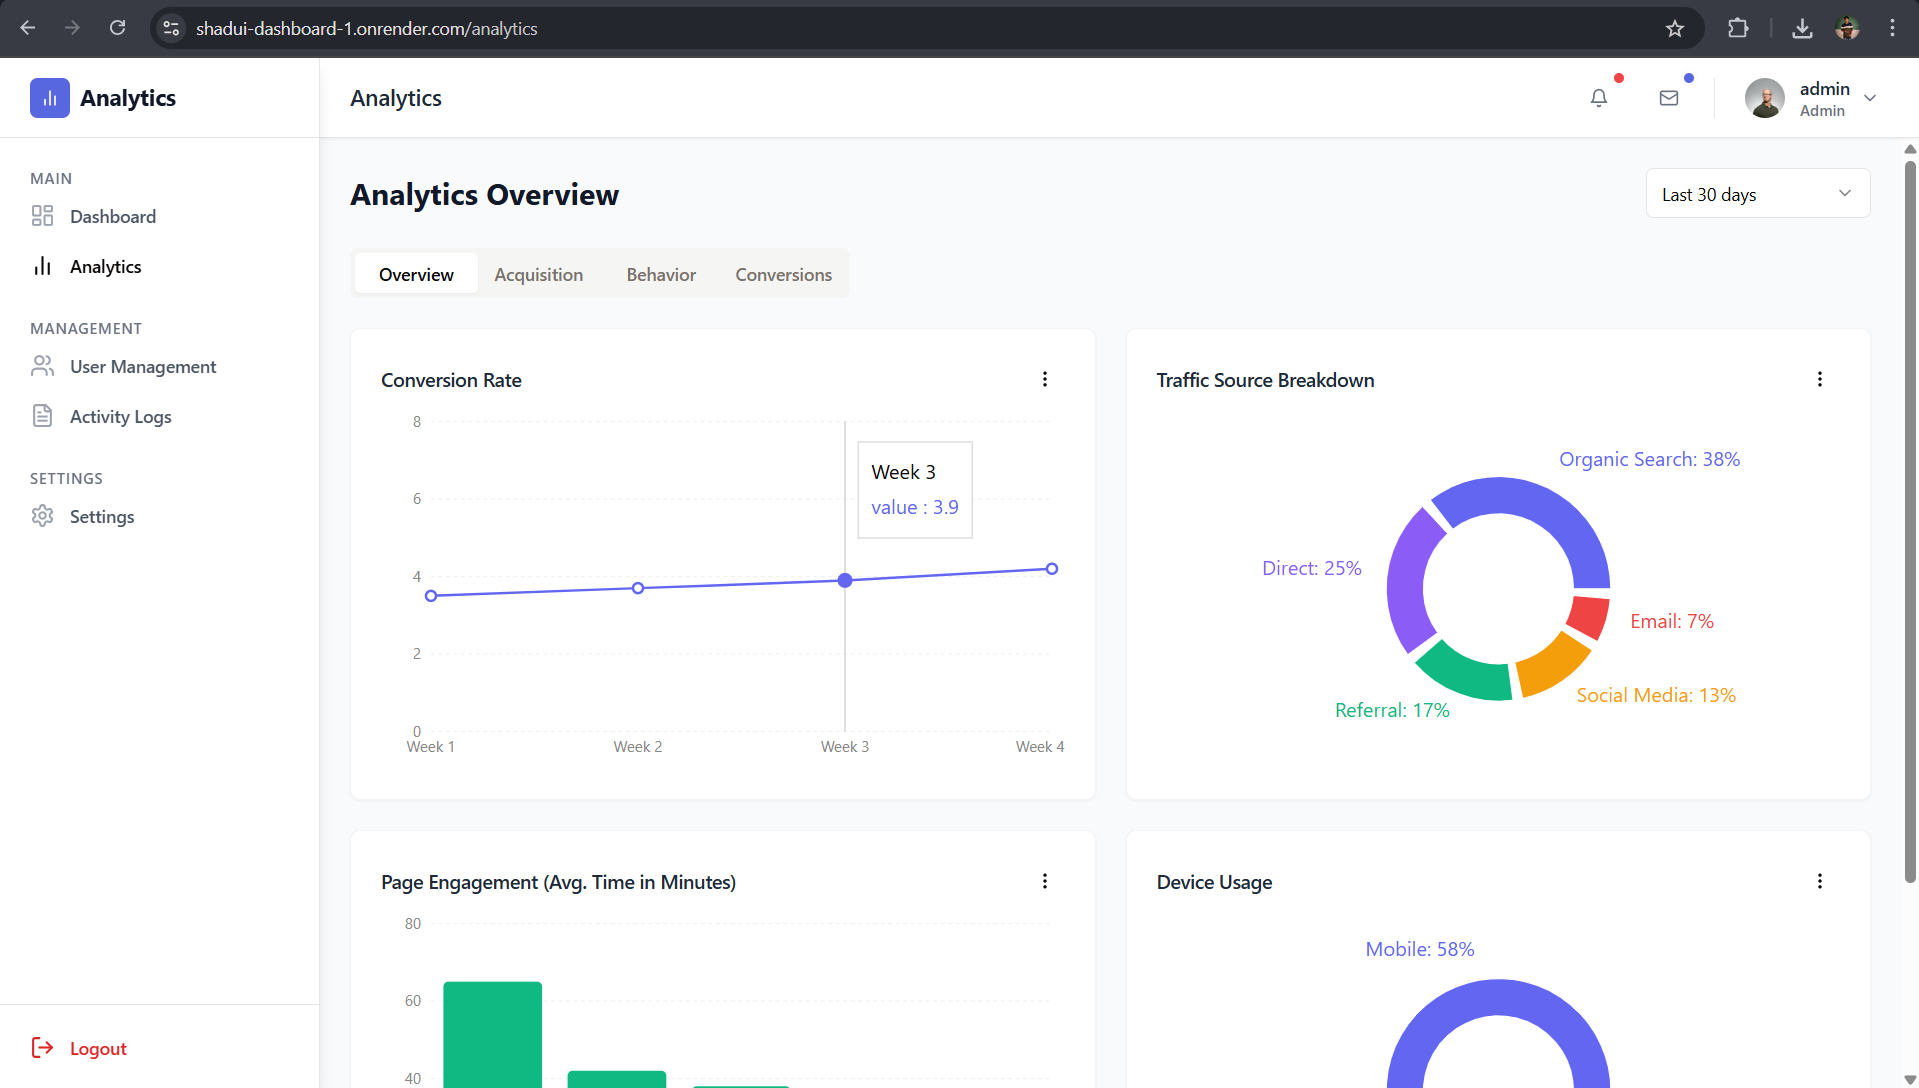 shadui-dashboard-1.onrender.com/analytics
Analytics
MAIN
Dashboard
Analytics
MANAGEMENT
User Management
Activity Logs
SETTINGS
Settings
Logout
Analytics
admin
Admin
Analytics Overview
Last 30 days
Overview Acquisition Behavior Conversions
Conversion Rate
8
6
4
2
0
Week 1 Week 2 Week 3 Week 4
Week 3
value : 3.9
Traffic Source Breakdown
Organic Search: 38%
Direct: 25%
Email: 7%
Social Media: 13%
Referral: 17%
Page Engagement (Avg. Time in Minutes)
80
60
40
Device Usage
Mobile: 58%